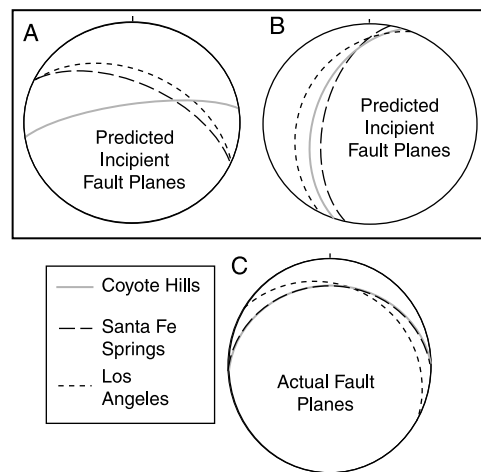 A
Predicted
Incipient
Fault Planes
B
Predicted
Incipient
Fault Planes
Coyote Hills
Santa Fe
Springs
Los
Angeles
C
Actual Fault
Planes